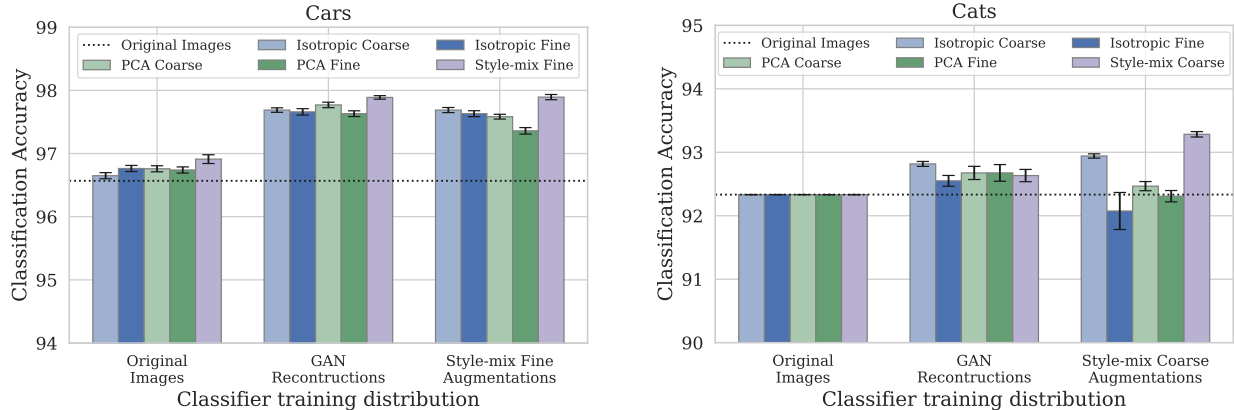 Cars
Classification Accuracy
99
98
97
96
95
94
Original Images
Isotropic Coarse
Isotropic Fine
PCA Coarse
PCA Fine
Style-mix Fine
Original
Images
GAN
Recontructions
Style-mix Fine
Augmentations
Classifier training distribution
Cats
Classification Accuracy
95
94
93
92
91
90
Original Images
Isotropic Coarse
Isotropic Fine
PCA Coarse
PCA Fine
Style-mix Coarse
Original
Images
GAN
Reconstructions
Style-mix Coarse
Augmentations
Classifier training distribution